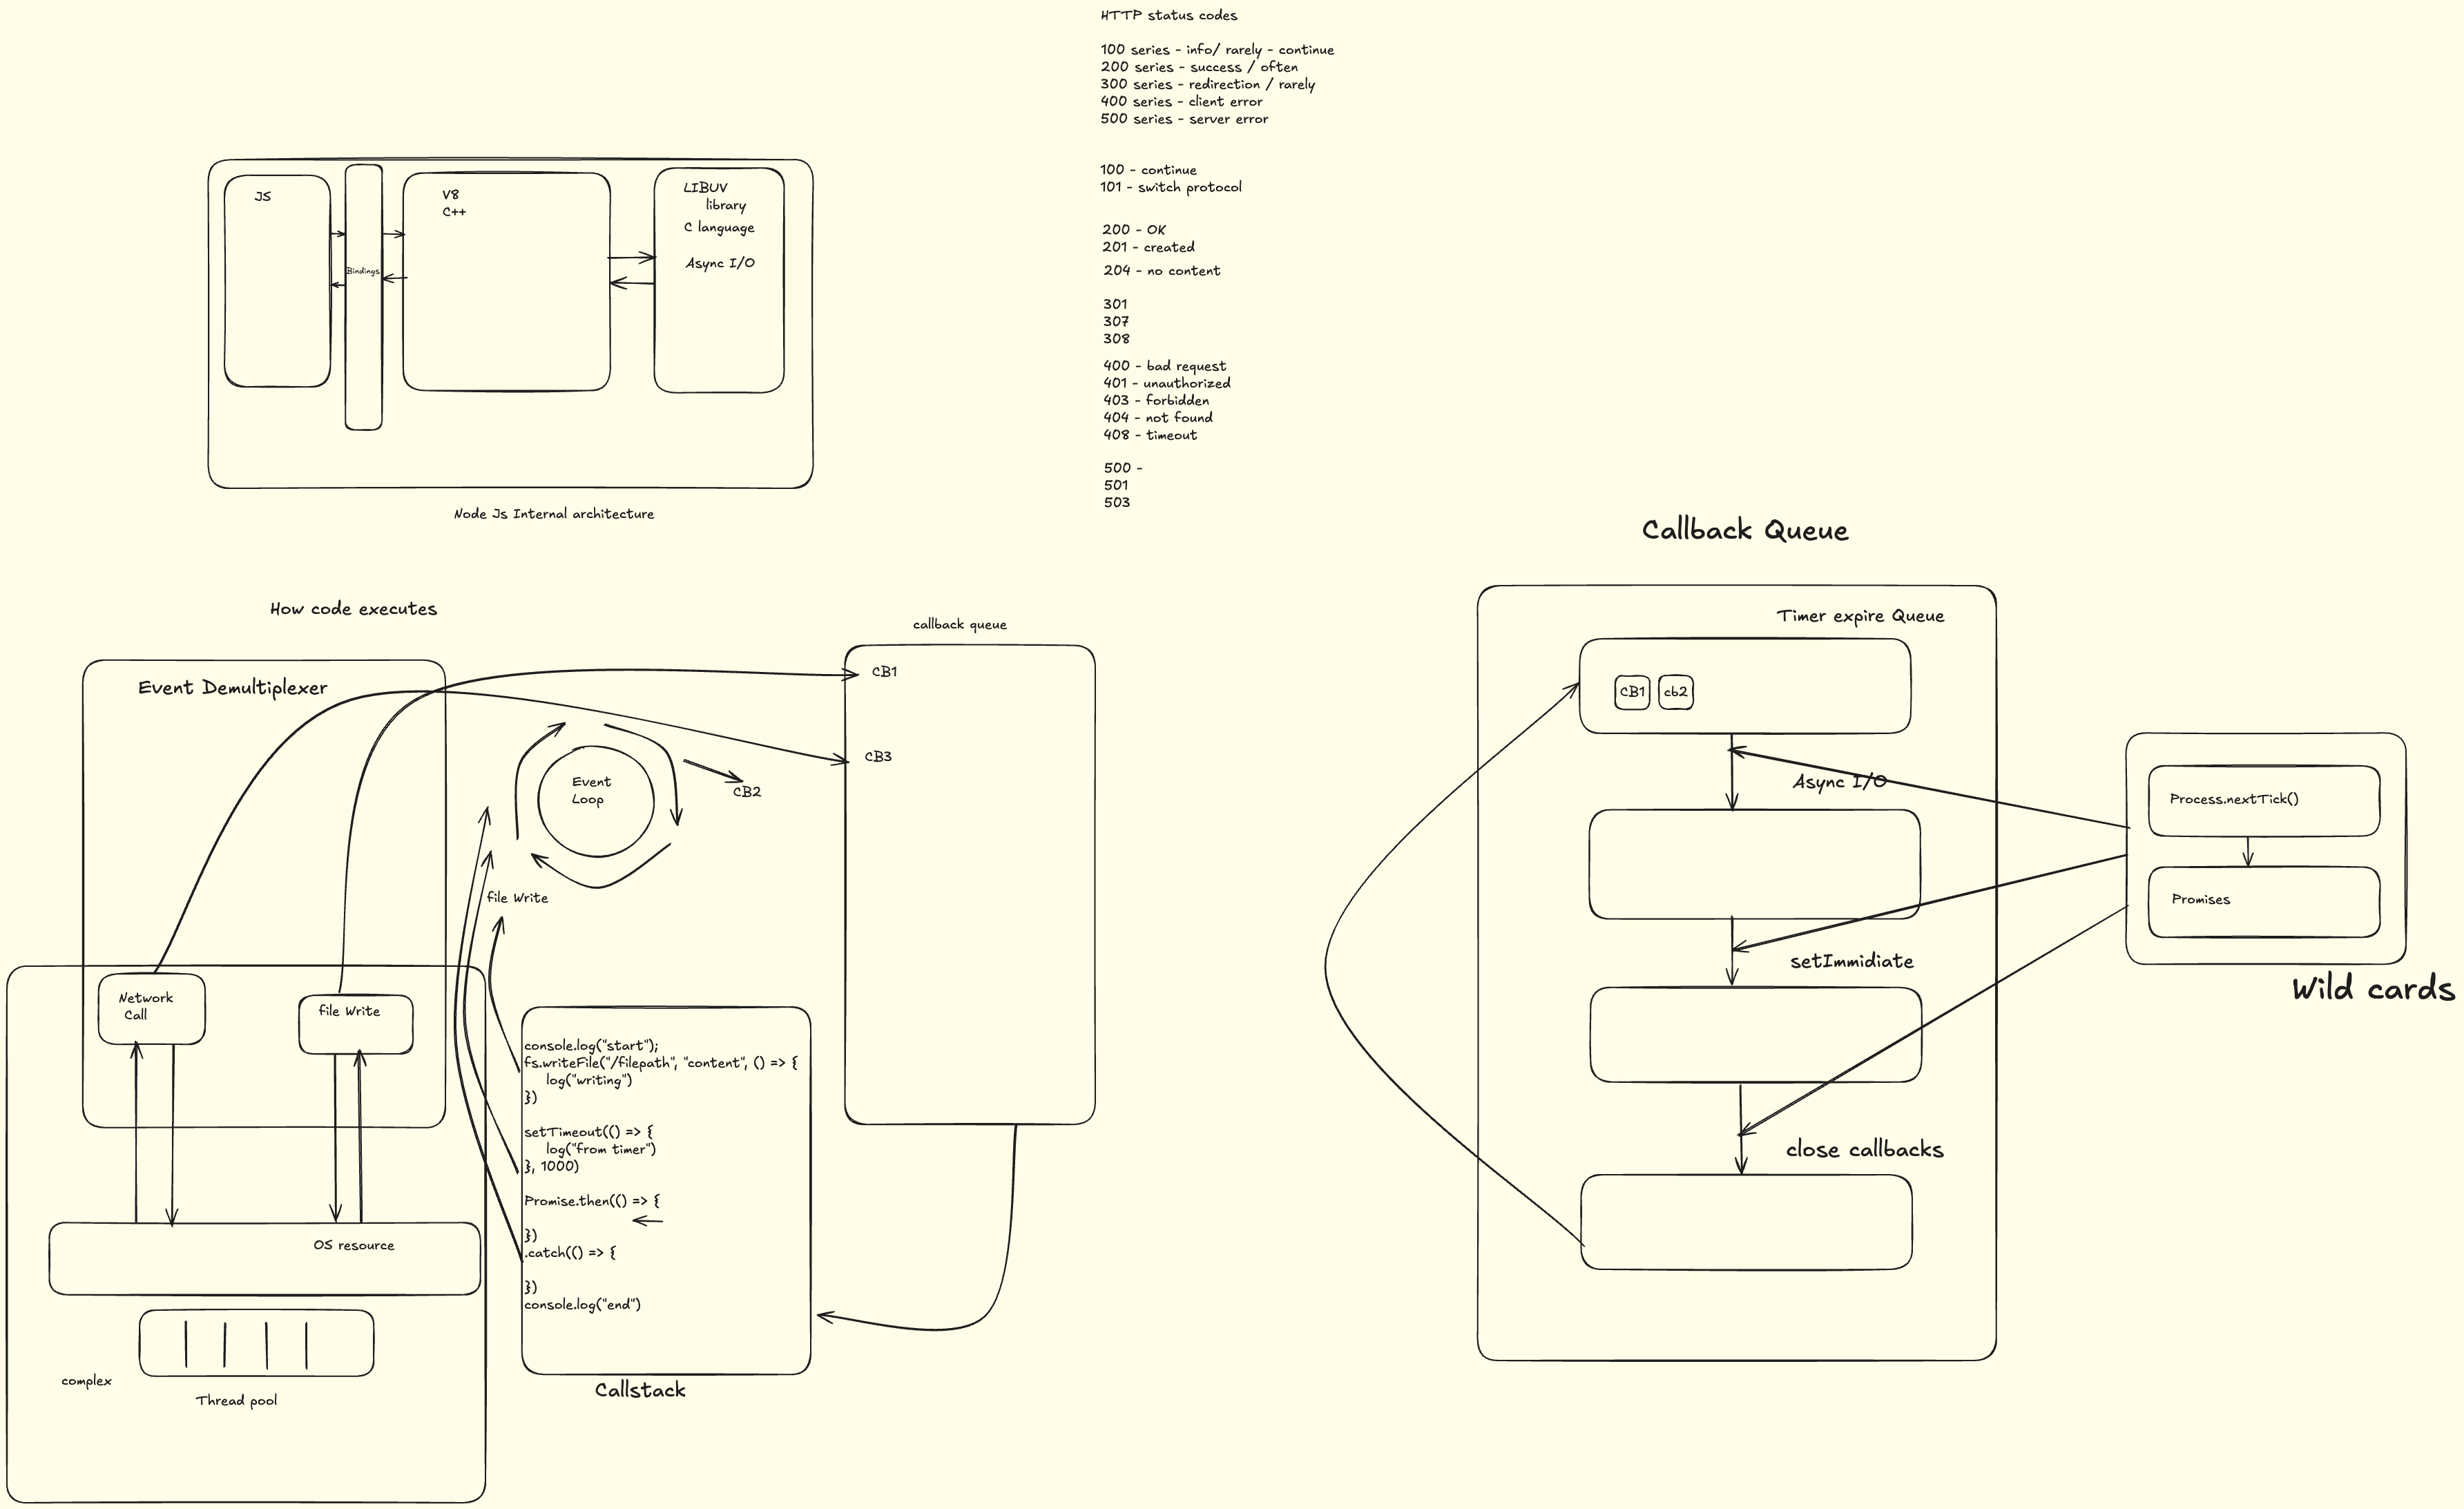 HTTP status codes
100 series - info/ rarely - continue
200 series - success / often
300 series - redirection / rarely
400 series - client error
500 series - server error
100 - continue
101 - switch protocol
200 - OK
201 - created
204 - no content
301
307
308
400 - bad request
401 - unauthorized
403 - forbidden
404 - not found
408 - timeout
500 -
501
503
JS
Bindings
V8
C++
LIBUV
library
C language
Async I/O
Node Js Internal architecture
How code executes
Event Demultiplexer
Network
Call
file Write
OS resource
complex
Thread pool
Event
Loop
CB2
file Write
callback queue
CB1
CB3
console.log("start");
fs.writeFile("/filepath", "content", () => {
log("writing")
})
setTimeout(() => {
log("from timer")
}, 1000)
Promise.then(() => {
})
.catch(() => {
})
console.log("end")
Callstack
Callback Queue
Timer expire Queue
CB1
cb2
Async I/O
setImmidiate
close callbacks
Process.nextTick()
Promises
Wild cards